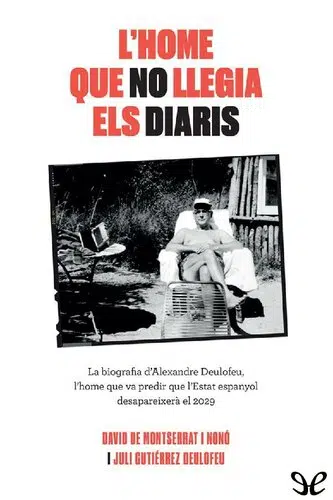 L'HOME
QUE NO LLEGIA
ELS DIARIS
La biografia d'Alexandre Deulofeu,
l'home que va predir que l'Estat espanyol
desapareixerà el 2029
DAVID DE MONTSERRAT I NONÓ
I JULI GUTIÉRREZ DEULOFEU